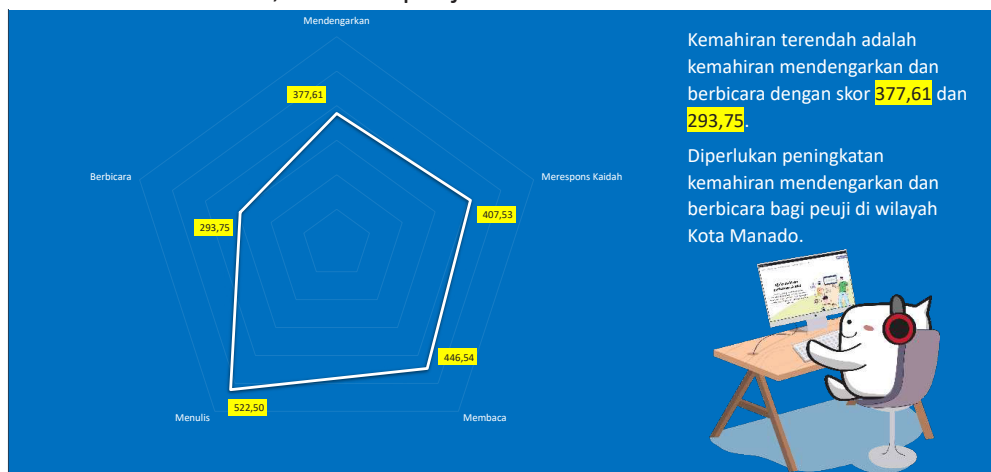 Mendengarkan
377,61
Berbicara
Merespons Kaidah
293,75
407,53
446,54
522,50
Menulis
Membaca
Kemahiran terendah adalah
kemahiran mendengarkan dan
berbicara dengan skor 377,61 dan
293,75.
Diperlukan peningkatan
kemahiran mendengarkan dan
berbicara bagi peuji di wilayah
Kota Manado.